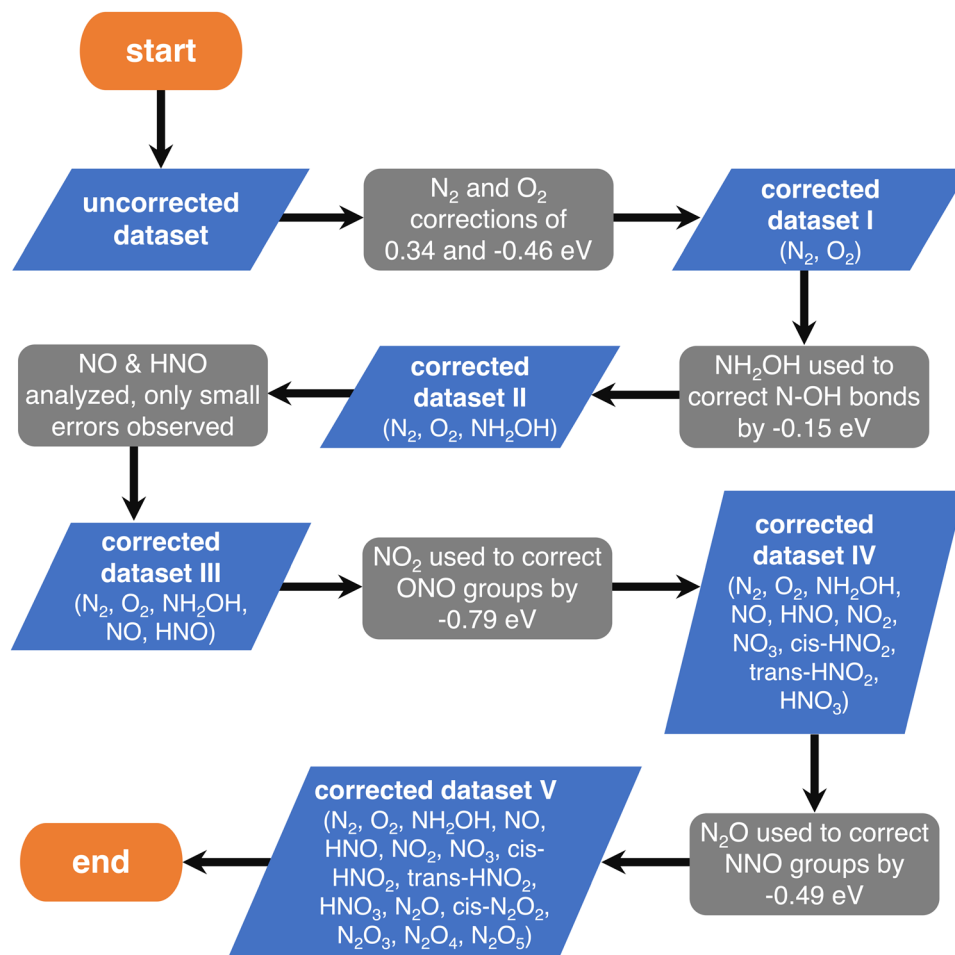 start
uncorrected
dataset
N₂ and O₂
corrections of
0.34 and -0.46 eV
corrected
dataset I
(N₂, O₂)
NH₂OH used to
correct N-OH bonds
by -0.15 eV
corrected
dataset II
(N₂, O₂, NH₂OH)
NO & HNO
analyzed, only small
errors observed
corrected
dataset III
(N₂, O₂, NH₂OH,
NO, HNO)
NO₂ used to correct
ONO groups by
-0.79 eV
corrected
dataset IV
(N₂, O₂, NH₂OH,
NO, HNO, NO₂,
NO₃, cis-HNO₂,
trans-HNO₂,
HNO₃)
N₂O used to correct
NNO groups by
-0.49 eV
corrected dataset V
(N₂, O₂, NH₂OH, NO,
HNO, NO₂, NO₃, cis-
HNO₂, trans-HNO₂,
HNO₃, N₂O, cis-N₂O₂,
N₂O₃, N₂O₄, N₂O₅)
end